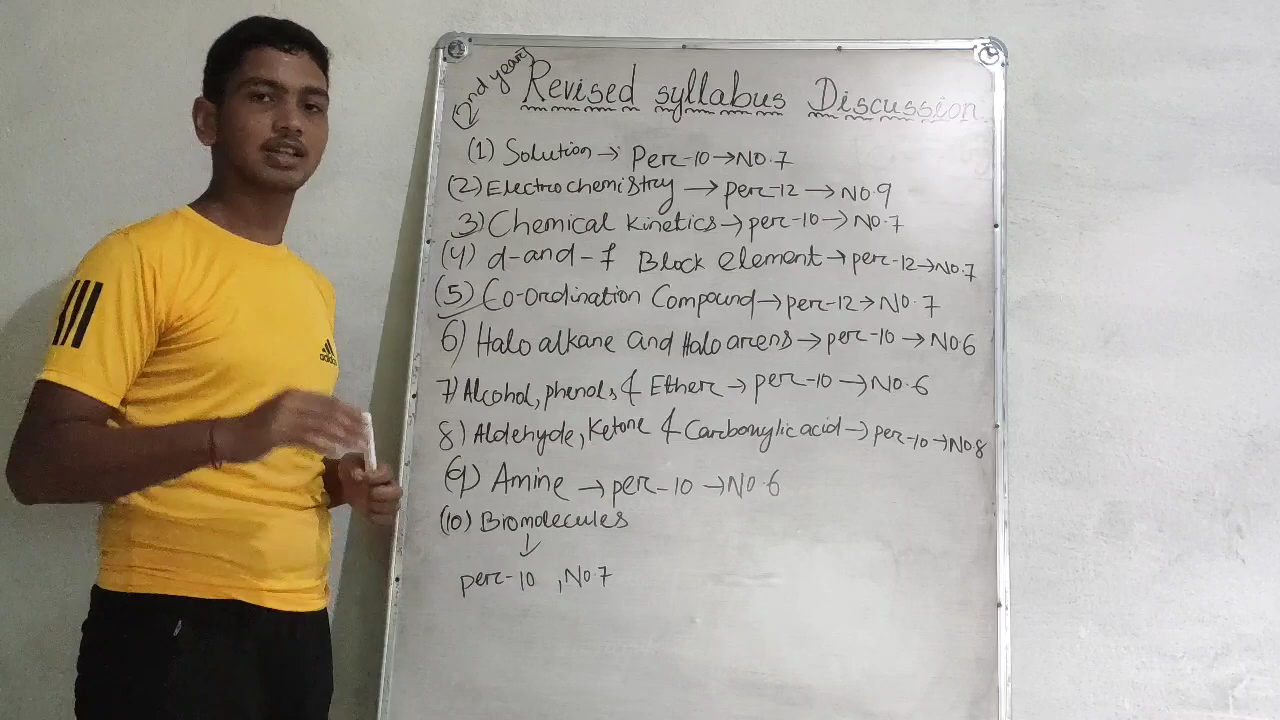 2nd year
Revised syllabus Discussion
(1) Solution → Per-10 → NO.7
(2) Electrochemistry → per-12 → NO.9
3) Chemical kinetics → per-10 → NO.7
(4) d-and-f Block element → per-12 → NO.7
(5) Co-Ordination Compound → per-12 → NO.7
6) Halo alkane and Halo arens → per-10 → NO.6
7) Alcohol, phenols, & Ether → per-10 → NO.6
8) Aldehyde, Ketone & Carbonylic acid → per-10 → NO.8
(9) Amine → per-10 → NO.6
(10) Biomolecules
↓
per-10 , NO.7
adidas